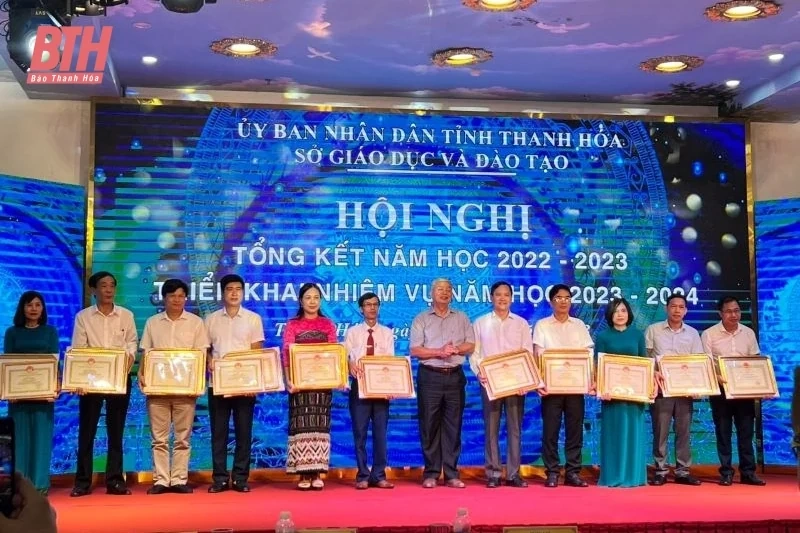 BTH
Báo Thanh Hóa
ỦY BAN NHÂN DÂN TỈNH THANH HÓA
SỞ GIÁO DỤC VÀ ĐÀO TẠO
HỘI NGHỊ
TỔNG KẾT NĂM HỌC 2022 - 2023
NHIỆM VỤ NĂM HỌC 2023 - 2024